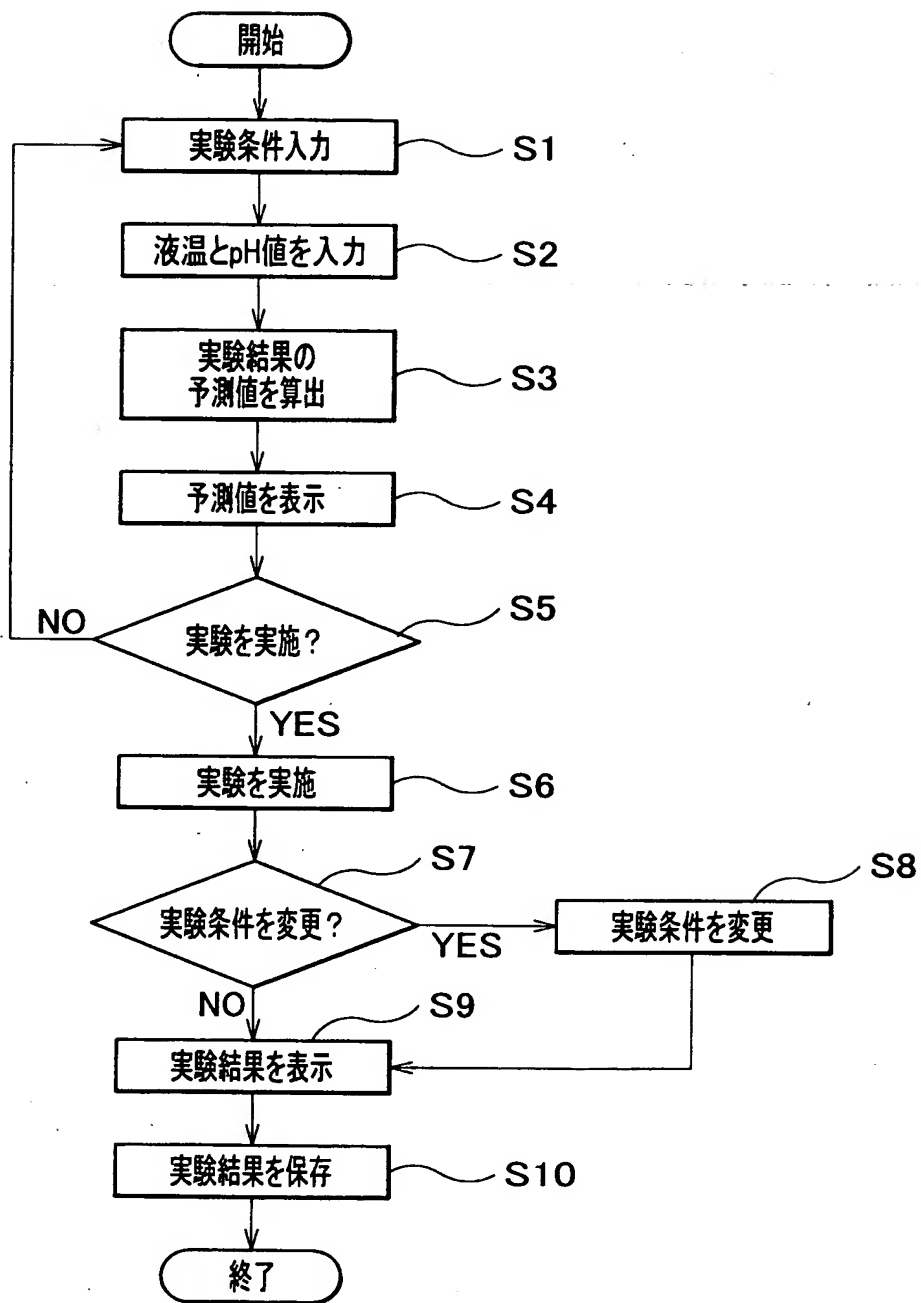 開始
実験条件入力
S1
液温とpH値を入力
S2
実験結果の
予測値を算出
S3
予測値を表示
S4
実験を実施?
S5
NO
YES
実験を実施
S6
実験条件を変更?
S7
YES
実験条件を変更
S8
NO
実験結果を表示
S9
実験結果を保存
S10
終了